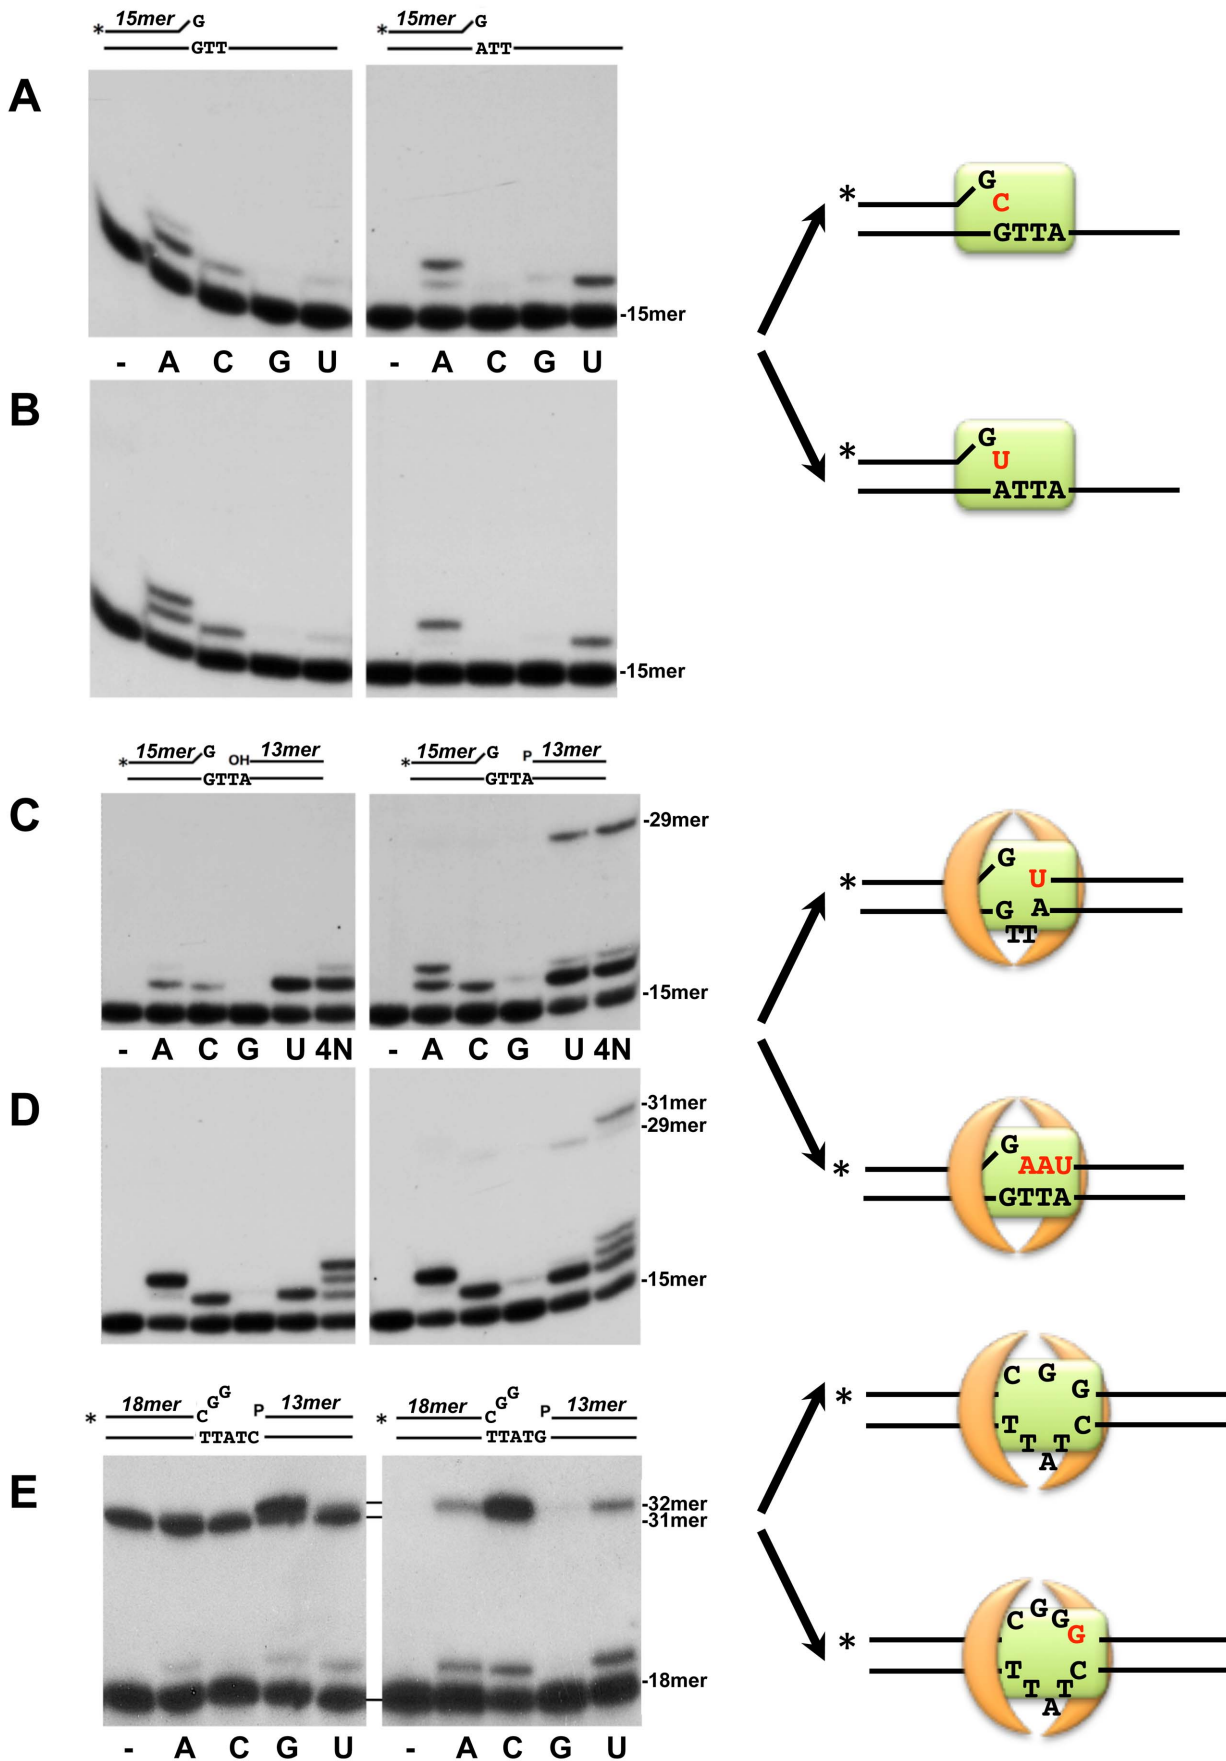 * 15mer G
GTT
* 15mer G
ATT
A
-15mer
- A C G U
- A C G U
G
C
GTTA
*
B
-15mer
G
U
ATTA
*
* 15mer G OH 13mer
GTTA
* 15mer G P 13mer
GTTA
C
-29mer
-15mer
- A C G U 4N
- A C G U 4N
*
G
U
G A
TT
D
-31mer
-29mer
-15mer
*
G
AAU
GTTA
* 18mer C G G P 13mer
TTATC
* 18mer C G G P 13mer
TTATG
*
C G G
T T A T C
E
-32mer
-31mer
-18mer
- A C G U
- A C G U
*
C G G G
T T A T C